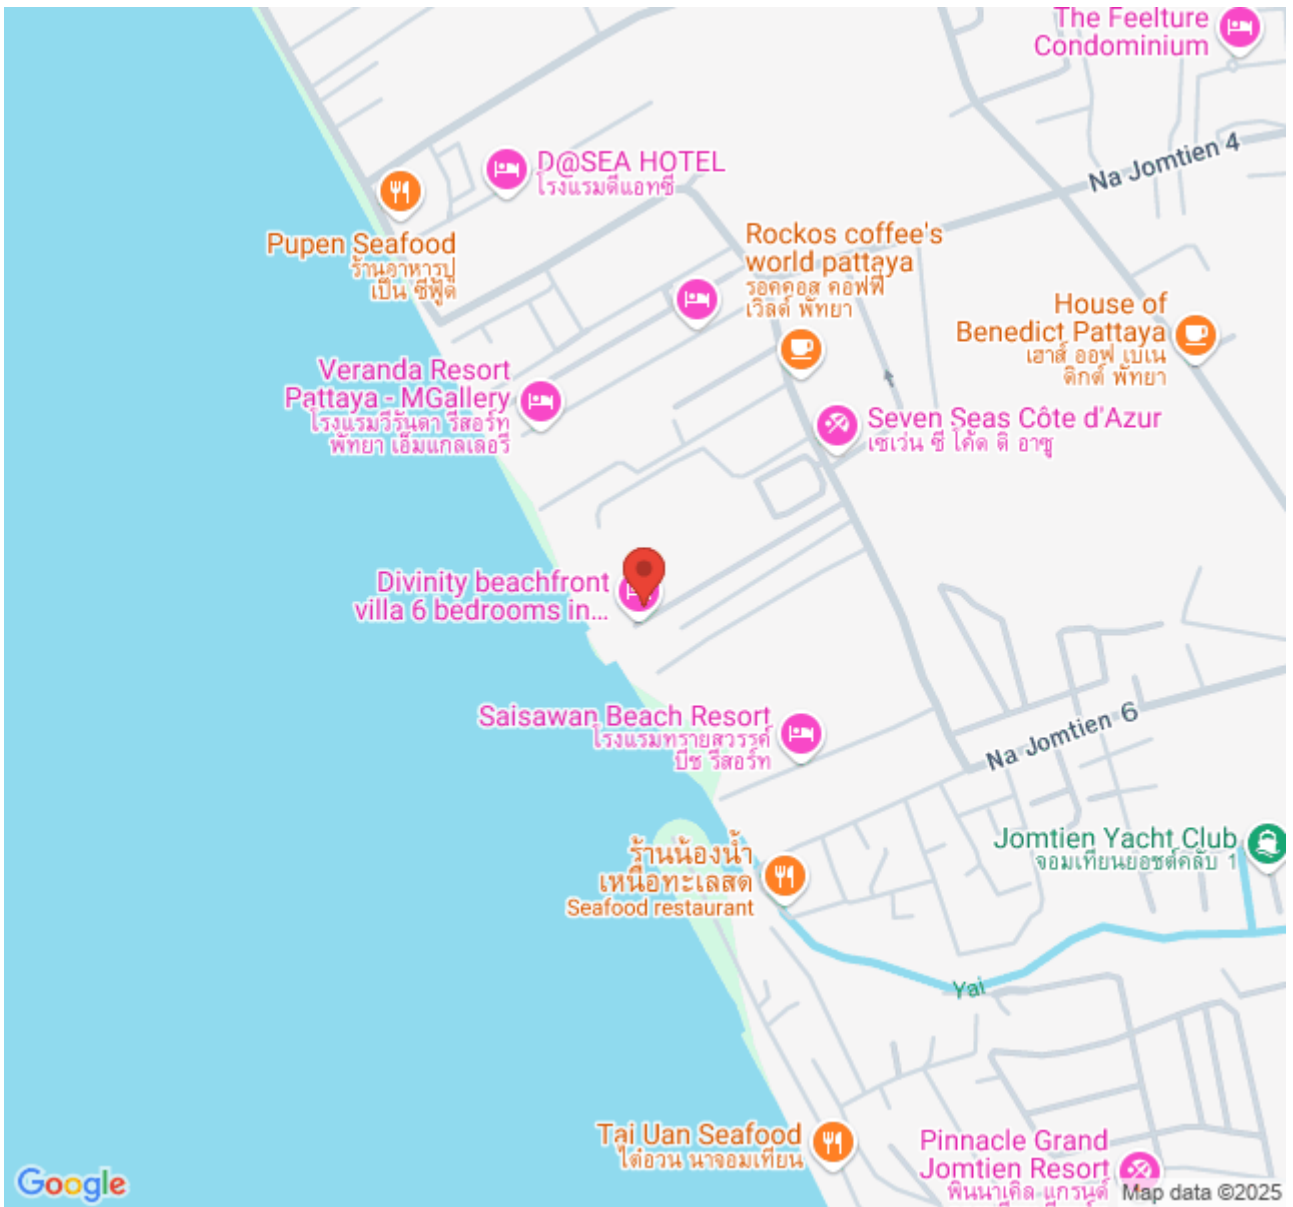 The Feelture
Condominium
Na Jomtien 4
D@SEA HOTEL
โรงแรมดีแอทซี
Pupen Seafood
ร้านอาหารปู
เป็น ซีฟู้ด
Rockos coffee's
world pattaya
รอคคอส คอฟฟี่
เวิลด์ พัทยา
House of
Benedict Pattaya
เฮาส์ ออฟ เบเน
ดิกต์ พัทยา
Veranda Resort
Pattaya - MGallery
โรงแรมวีรันดา รีสอร์ท
พัทยา เอ็มแกลเลอรี
Seven Seas Côte d'Azur
เซเว่น ซี โค้ด ดิ อาซู
Divinity beachfront
villa 6 bedrooms in...
Saisawan Beach Resort
โรงแรมทรายสวรรค์
บีช รีสอร์ท
Na Jomtien 6
Jomtien Yacht Club
จอมเทียนยอชต์คลับ 1
ร้านน้องน้ำ
เหนือทะเลสด
Seafood restaurant
Yai
Tai Uan Seafood
ไต๋อวน นาจอมเทียน
Pinnacle Grand
Jomtien Resort
พินนาเคิล แกรนด์
Google
Map data ©2025